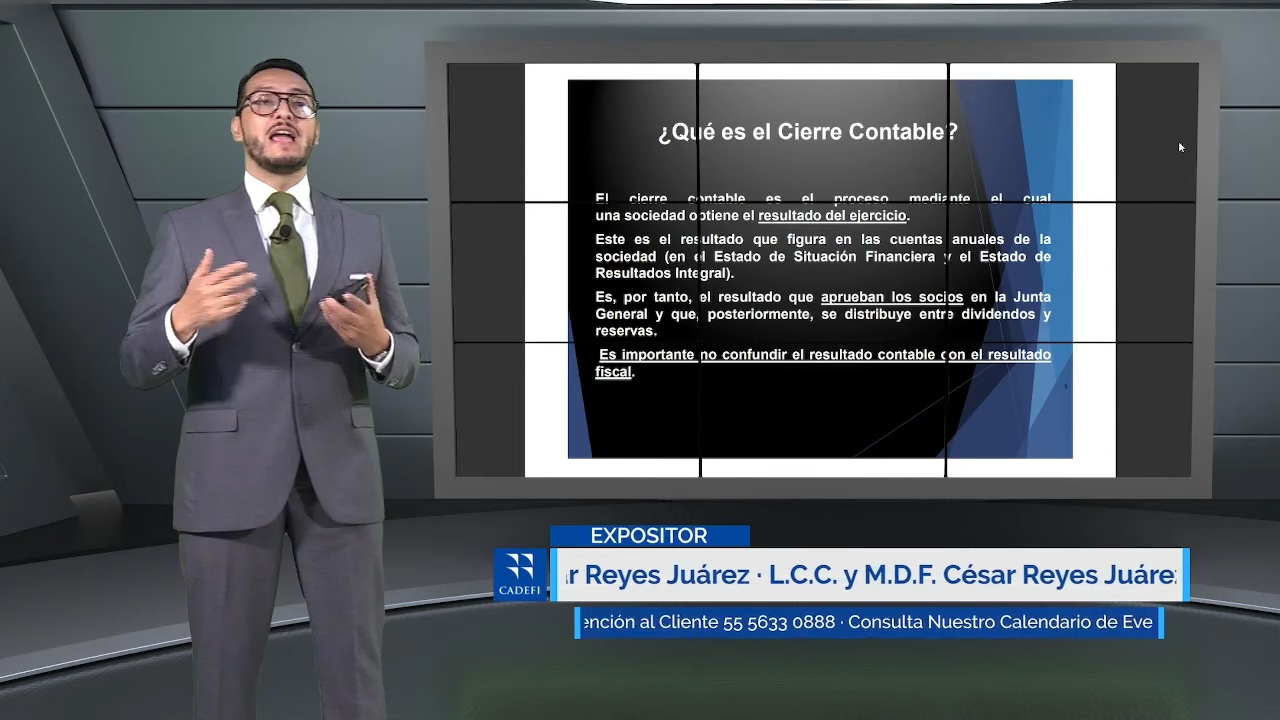 ¿Qué es el Cierre Contable?
El cierre contable es el proceso mediante el cual
una sociedad obtiene el resultado del ejercicio.
Este es el resultado que figura en las cuentas anuales de la
sociedad (en el Estado de Situación Financiera y el Estado de
Resultados Integral).
Es, por tanto, el resultado que aprueban los socios en la Junta
General y que, posteriormente, se distribuye entre dividendos y
reservas.
Es importante no confundir el resultado contable con el resultado
fiscal.
EXPOSITOR
CADEFI
ar Reyes Juárez · L.C.C. y M.D.F. César Reyes Juárez
ención al Cliente 55 5633 0888 · Consulta Nuestro Calendario de Eve